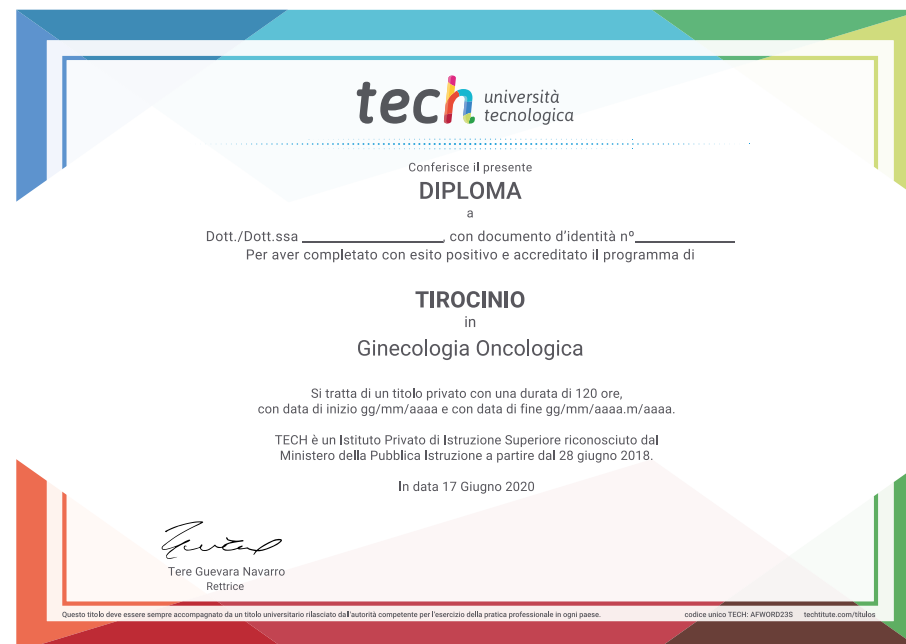 tech università
tecnologica
Conferisce il presente
DIPLOMA
a
Dott./Dott.ssa ____________________, con documento d'identità nº______________
Per aver completato con esito positivo e accreditato il programma di
TIROCINIO
in
Ginecologia Oncologica
Si tratta di un titolo privato con una durata di 120 ore,
con data di inizio gg/mm/aaaa e con data di fine gg/mm/aaaa.m/aaaa.
TECH è un Istituto Privato di Istruzione Superiore riconosciuto dal
Ministero della Pubblica Istruzione a partire dal 28 giugno 2018.
In data 17 Giugno 2020
Tere Guevara Navarro
Rettrice
Questo titolo deve essere sempre accompagnato da un titolo universitario rilasciato dall'autorità competente per l'esercizio della pratica professionale in ogni paese. codice unico TECH: AFWORD23S techtitute.com/titulos